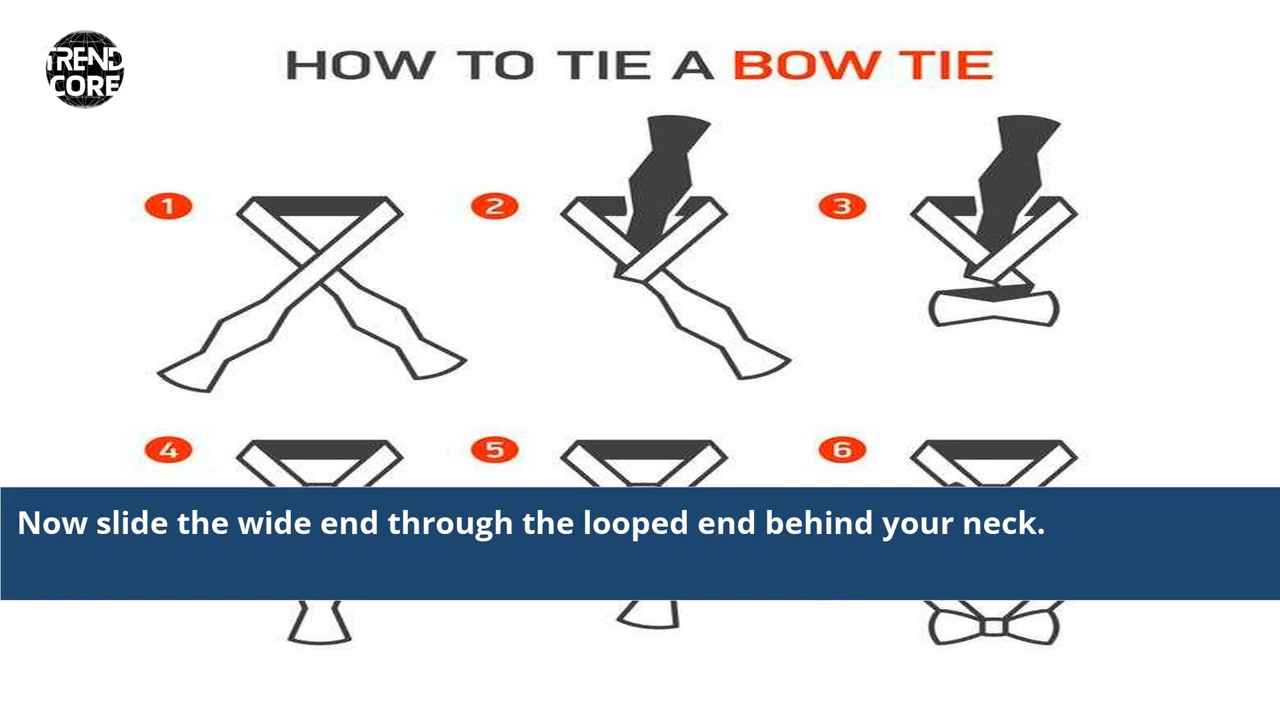 TREND
CORE
HOW TO TIE A BOW TIE
1
2
3
4
5
6
Now slide the wide end through the looped end behind your neck.